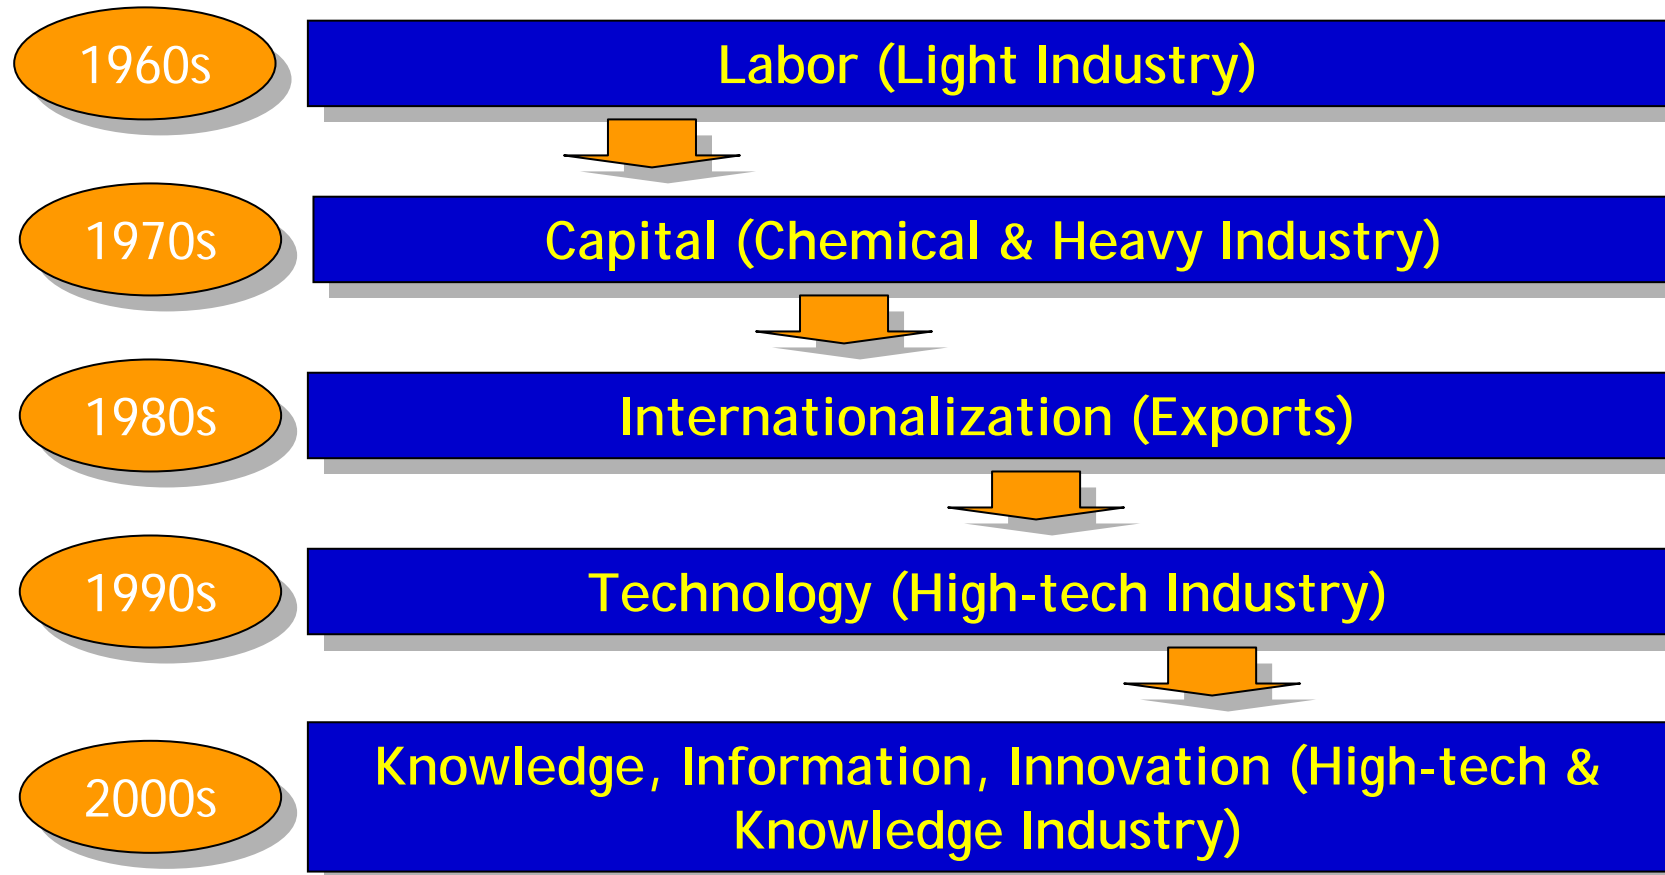 1960s
Labor (Light Industry)
1970s
Capital (Chemical & Heavy Industry)
1980s
Internationalization (Exports)
1990s
Technology (High-tech Industry)
2000s
Knowledge, Information, Innovation (High-tech &
Knowledge Industry)